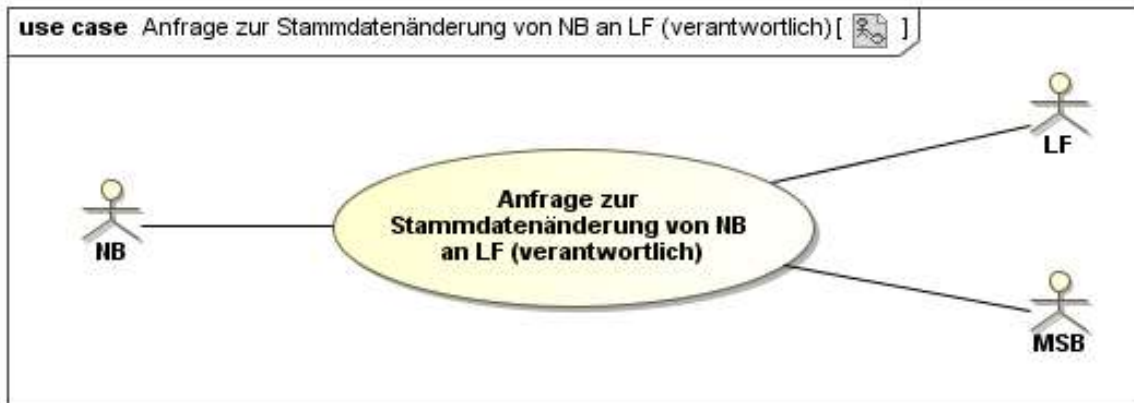 use case Anfrage zur Stammdatenänderung von NB an LF (verantwortlich) [ ]
LF
Anfrage zur
Stammdatenänderung von NB
an LF (verantwortlich)
NB
MSB